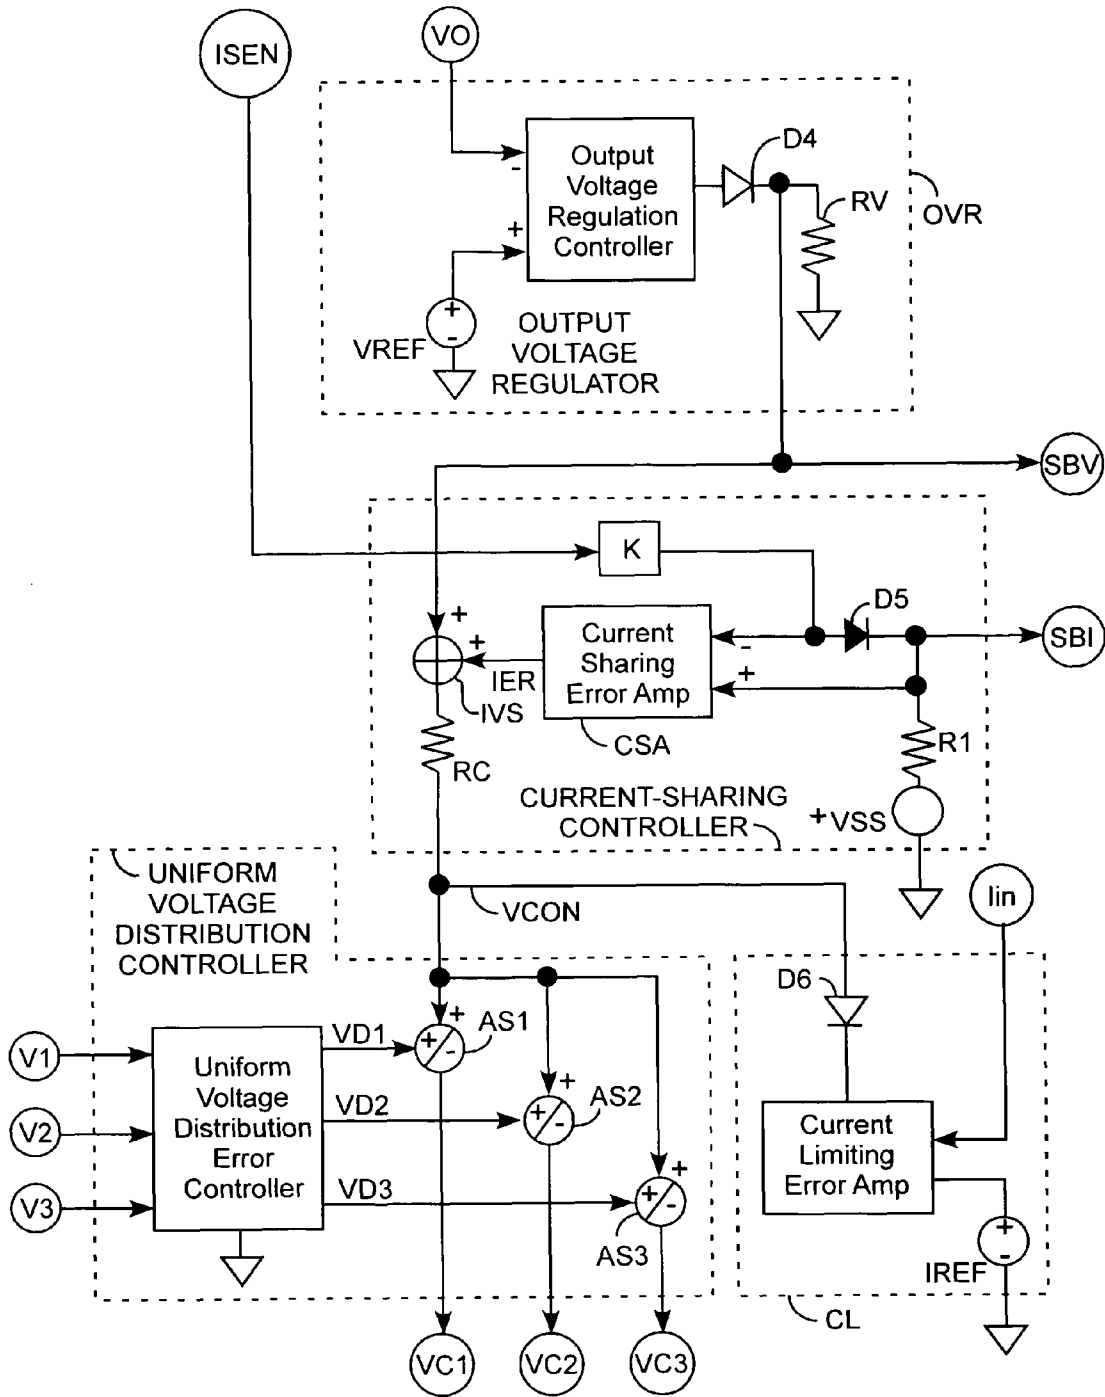 ISEN
VO
Output
Voltage
Regulation
Controller
-
+
D4
RV
OVR
+
-
VREF
OUTPUT
VOLTAGE
REGULATOR
SBV
K
D5
SBI
+
+
IER
IVS
Current
Sharing
Error Amp
-
+
CSA
RC
R1
+VSS
CURRENT-SHARING
CONTROLLER
UNIFORM
VOLTAGE
DISTRIBUTION
CONTROLLER
VCON
Iin
D6
V1
V2
V3
Uniform
Voltage
Distribution
Error
Controller
VD1
VD2
VD3
+
+
-
AS1
+
+
-
AS2
+
+
-
AS3
Current
Limiting
Error Amp
+
-
IREF
CL
VC1
VC2
VC3